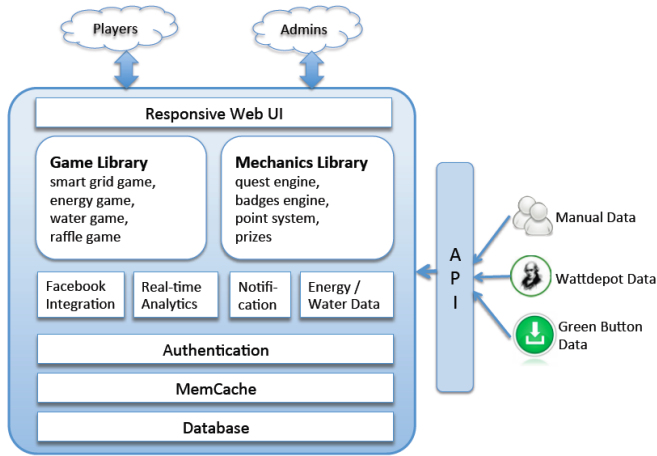 Players
Admins
Responsive Web UI
Game Library
smart grid game,
energy game,
water game,
raffle game
Mechanics Library
quest engine,
badges engine,
point system,
prizes
Facebook
Integration
Real-time
Analytics
Notifi-
cation
Energy /
Water Data
Authentication
MemCache
Database
A
P
I
Manual Data
Wattdepot Data
Green Button
Data